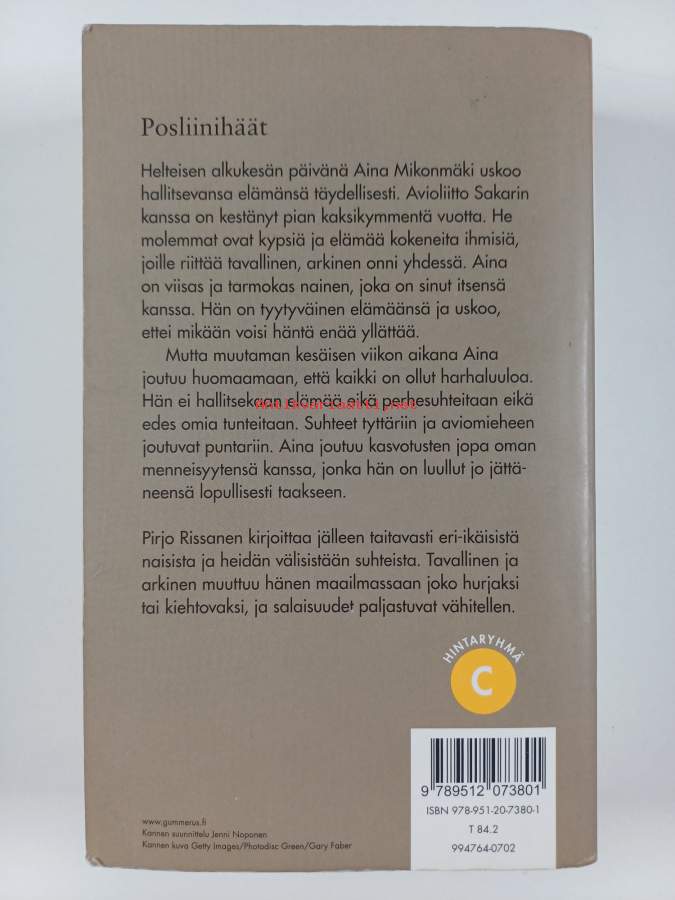 Posliinihäät
Helteisen alkukesän päivänä Aina Mikonmäki uskoo
hallitsevansa elämänsä täydellisesti. Avioliitto Sakarin
kanssa on kestänyt pian kaksikymmentä vuotta. He
molemmat ovat kypsiä ja elämää kokeneita ihmisiä,
joille riittää tavallinen, arkinen onni yhdessä. Aina
on viisas ja tarmokas nainen, joka on sinut itsensä
kanssa. Hän on tyytyväinen elämäänsä ja uskoo,
ettei mikään voisi häntä enää yllättää.
Mutta muutaman kesäisen viikon aikana Aina
joutuu huomaamaan, että kaikki on ollut harhaluuloa.
Hän ei hallitsekaan elämää eikä perhesuhteitaan eikä
Antikvariaatti.net
edes omia tunteitaan. Suhteet tyttäriin ja aviomieheen
joutuvat puntariin. Aina joutuu kasvotusten jopa oman
menneisyytensä kanssa, jonka hän on luullut jo jättä-
neensä lopullisesti taakseen.
Pirjo Rissanen kirjoittaa jälleen taitavasti eri-ikäisistä
naisista ja heidän välisistään suhteista. Tavallinen ja
arkinen muuttuu hänen maailmassaan joko hurjaksi
tai kiehtovaksi, ja salaisuudet paljastuvat vähitellen.
HINTARYHMÄ
C
9 789512 073801
ISBN 978-951-20-7380-1
T 84.2
994764-0702
www.gummerus.fi
Kannen suunnittelu Jenni Noponen
Kannen kuva Getty Images/Photodisc Green/Gary Faber